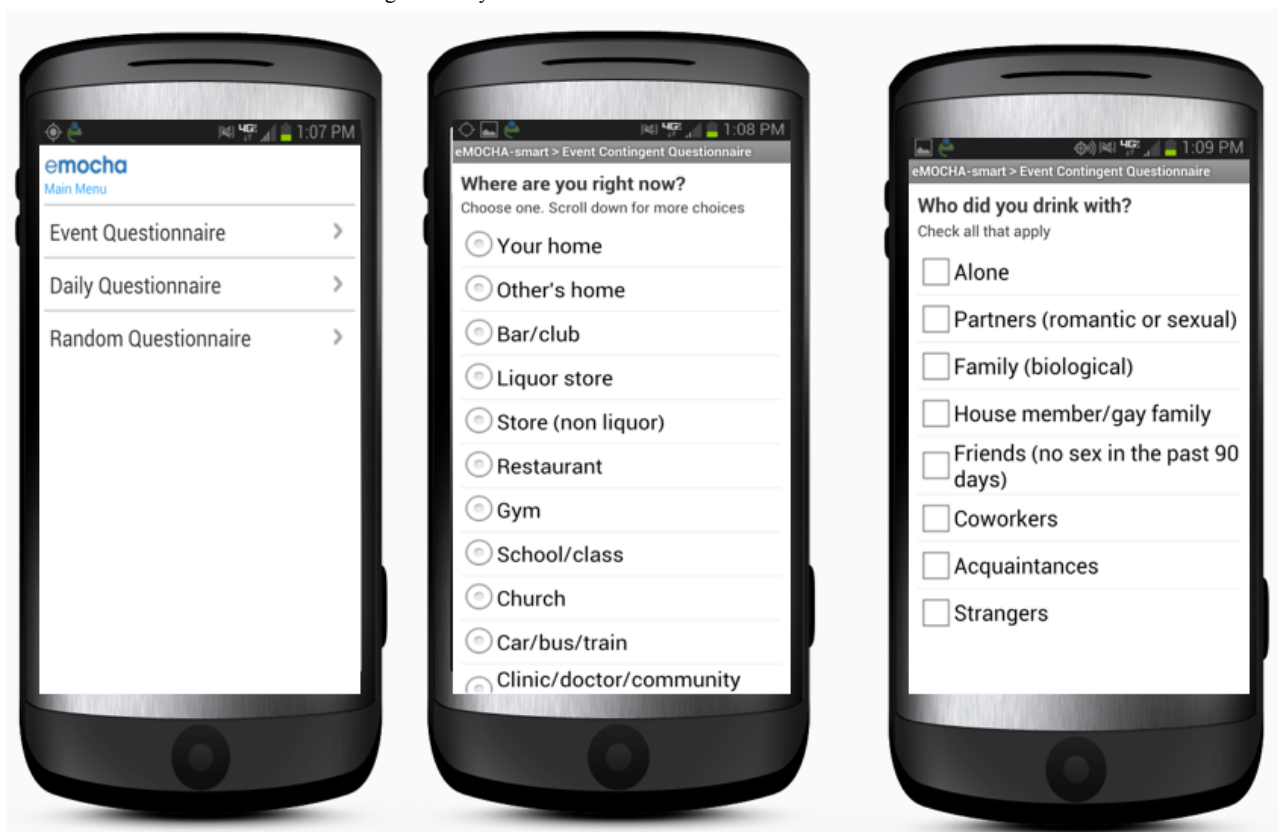 1:07 PM
emocha
Main Menu
Event Questionnaire
Daily Questionnaire
Random Questionnaire
4G
1:08 PM
eMOCHA-smart > Event Contingent Questionnaire
Where are you right now?
Choose one. Scroll down for more choices
Your home
Other's home
Bar/club
Liquor store
Store (non liquor)
Restaurant
Gym
School/class
Church
Car/bus/train
Clinic/doctor/community
4G
1:09 PM
eMOCHA-smart > Event Contingent Questionnaire
Who did you drink with?
Check all that apply
Alone
Partners (romantic or sexual)
Family (biological)
House member/gay family
Friends (no sex in the past 90
days)
Coworkers
Acquaintances
Strangers